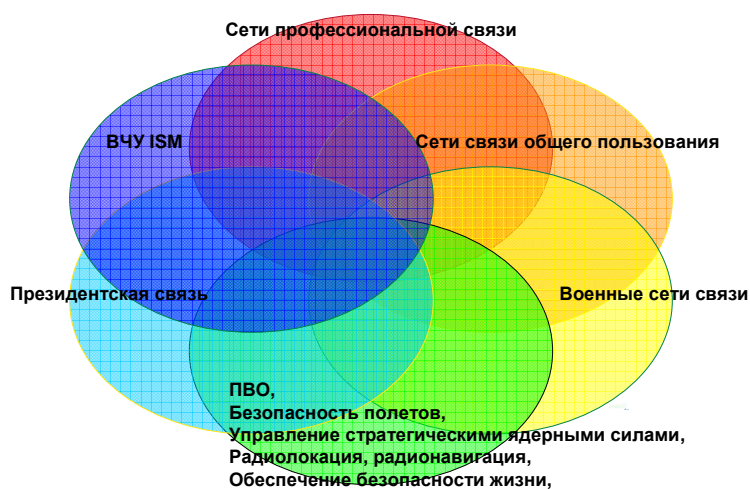 Сети профессиональной связи
ВЧУ ISM
Сети связи общего пользования
Президентская связь
Военные сети связи
ПВО,
Безопасность полетов,
Управление стратегическими ядерными силами,
Радиолокация, радионавигация,
Обеспечение безопасности жизни,